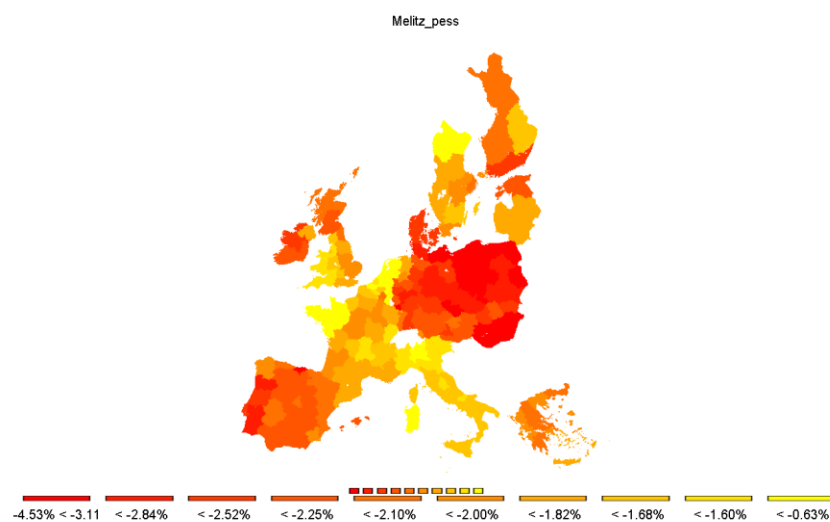 Melitz_pess
-4.53% < -3.11 < -2.84% < -2.52% < -2.25% < -2.10% < -2.00% < -1.82% < -1.68% < -1.60% < -0.63%